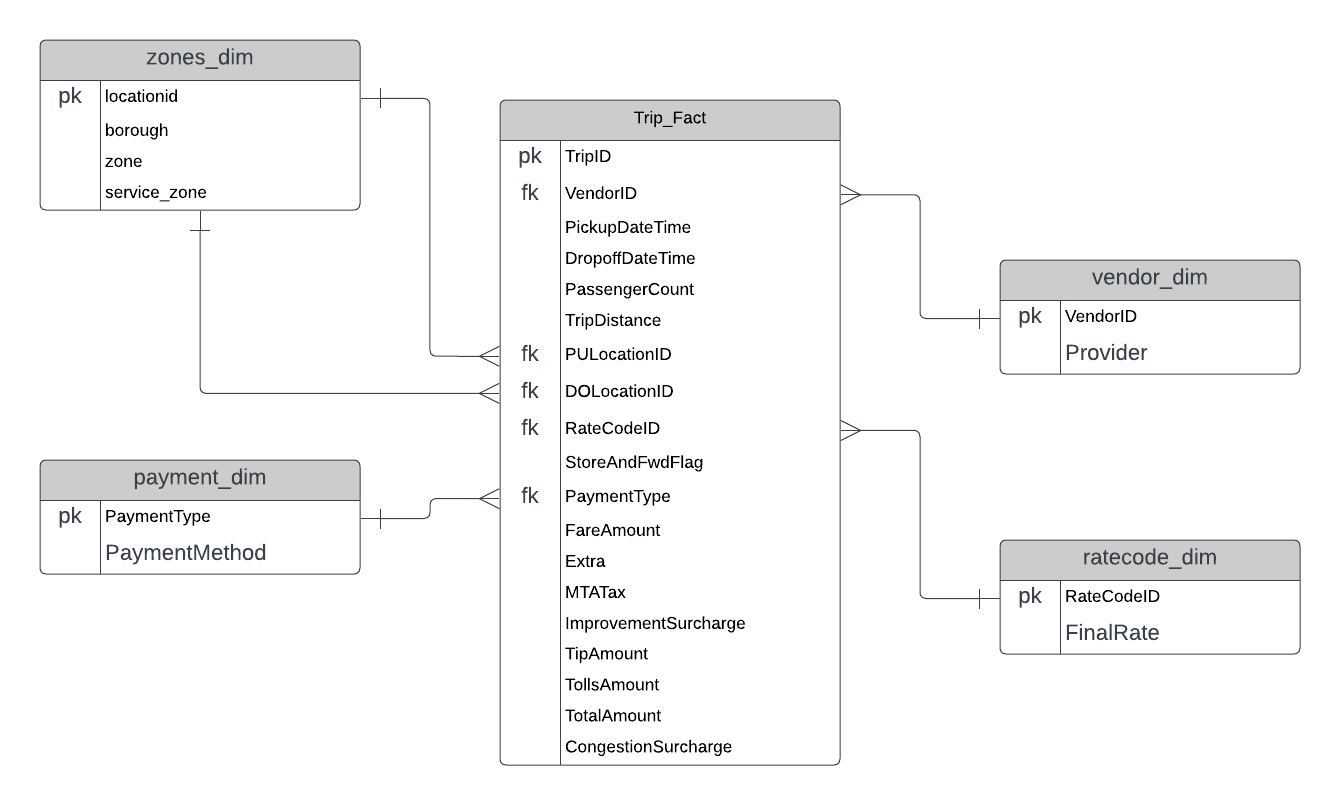 zones_dim
pk locationid
borough
zone
service_zone
Trip_Fact
pk TripID
fk VendorID
PickupDateTime
DropoffDateTime
PassengerCount
TripDistance
fk PULocationID
fk DOLocationID
fk RateCodeID
StoreAndFwdFlag
fk PaymentType
FareAmount
Extra
MTATax
ImprovementSurcharge
TipAmount
TollsAmount
TotalAmount
CongestionSurcharge
vendor_dim
pk VendorID
Provider
payment_dim
pk PaymentType
PaymentMethod
ratecode_dim
pk RateCodeID
FinalRate